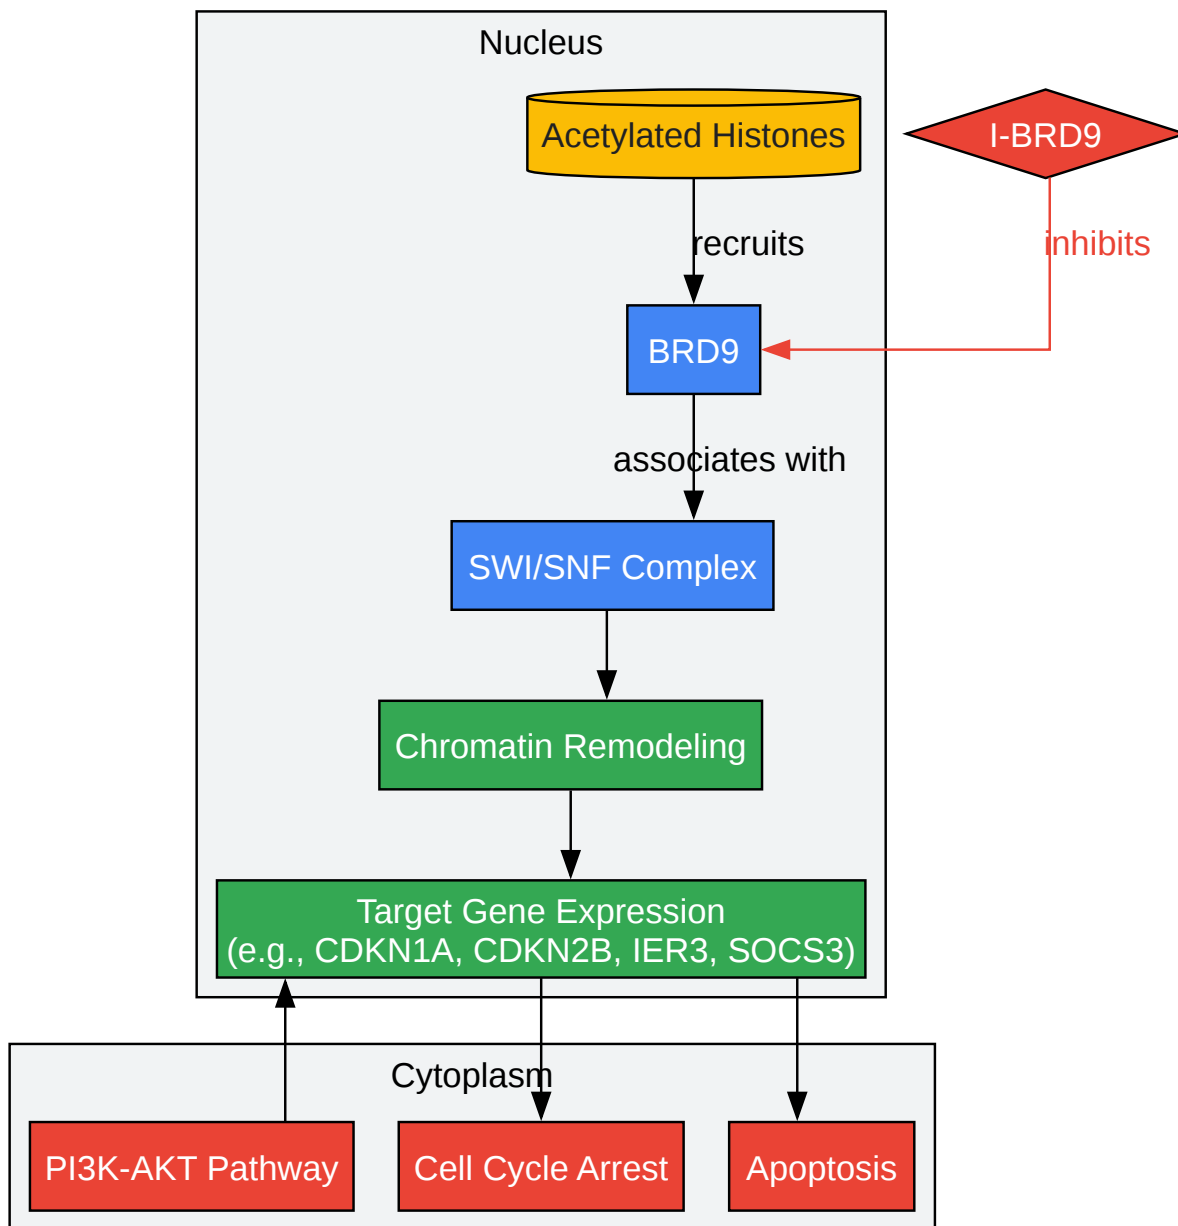 Nucleus
Acetylated Histones
I-BRD9
recruits
inhibits
BRD9
associates with
SWI/SNF Complex
Chromatin Remodeling
Target Gene Expression
(e.g., CDKN1A, CDKN2B, IER3, SOCS3)
Cytoplasm
PI3K-AKT Pathway
Cell Cycle Arrest
Apoptosis